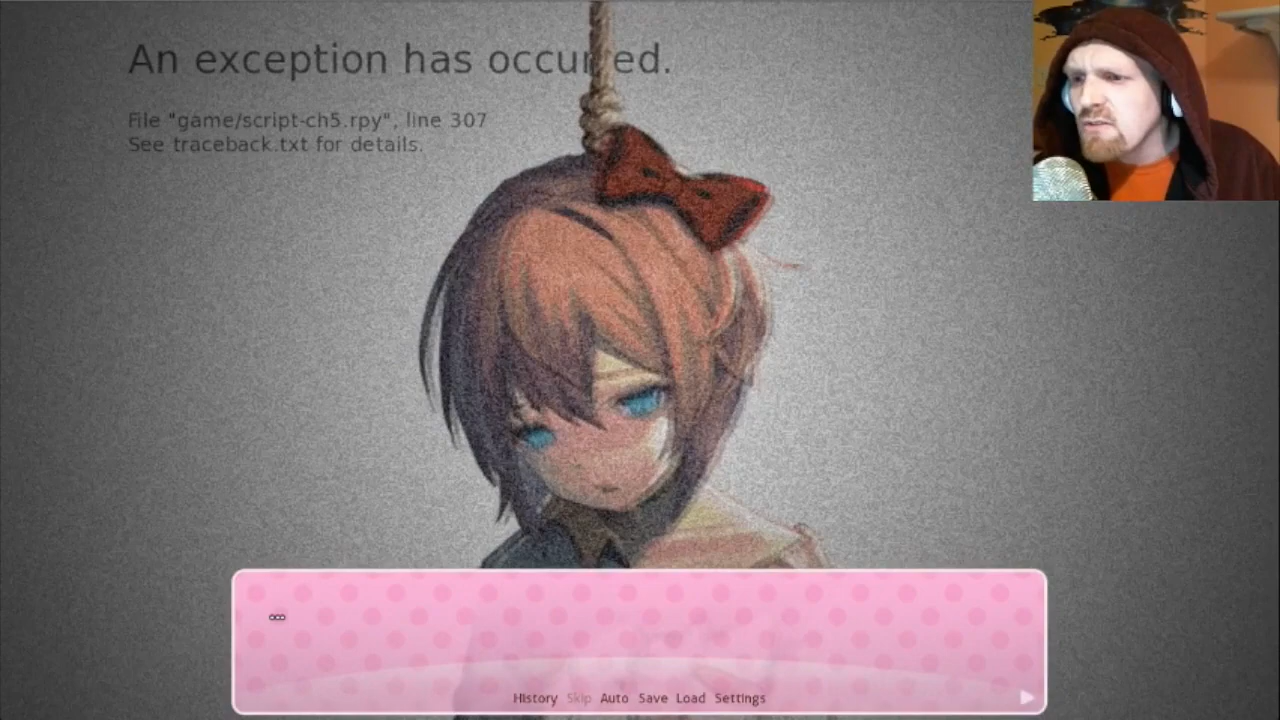 An exception has occurred.
File "game/script-ch5.rpy", line 307
See traceback.txt for details.
...
History Skip Auto Save Load Settings